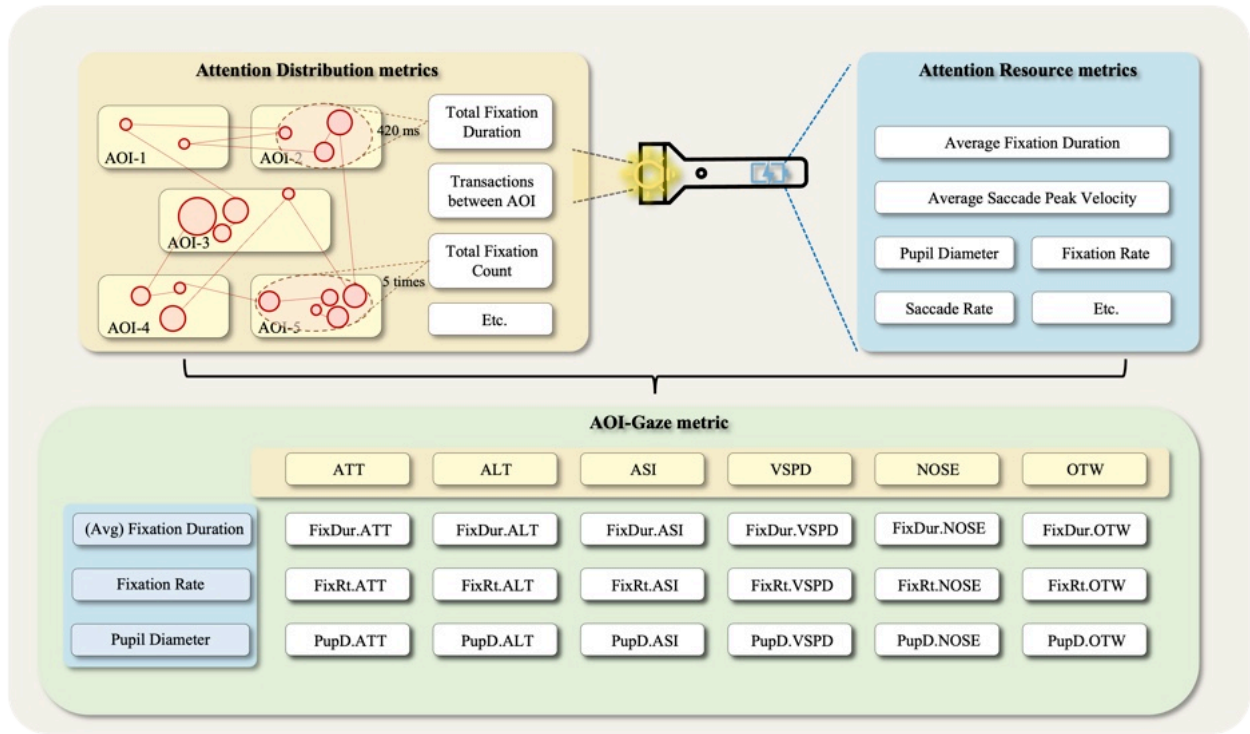 Attention Distribution metrics
AOI-1
AOI-2
420 ms
AOI-3
AOI-4
AOI-5
5 times
Total Fixation
Duration
Transactions
between AOI
Total Fixation
Count
Etc.
Attention Resource metrics
Average Fixation Duration
Average Saccade Peak Velocity
Pupil Diameter
Fixation Rate
Saccade Rate
Etc.
AOI-Gaze metric
ATT ALT ASI VSPD NOSE OTW
(Avg) Fixation Duration FixDur.ATT FixDur.ALT FixDur.ASI FixDur.VSPD FixDur.NOSE FixDur.OTW
Fixation Rate FixRt.ATT FixRt.ALT FixRt.ASI FixRt.VSPD FixRt.NOSE FixRt.OTW
Pupil Diameter PupD.ATT PupD.ALT PupD.ASI PupD.VSPD PupD.NOSE PupD.OTW